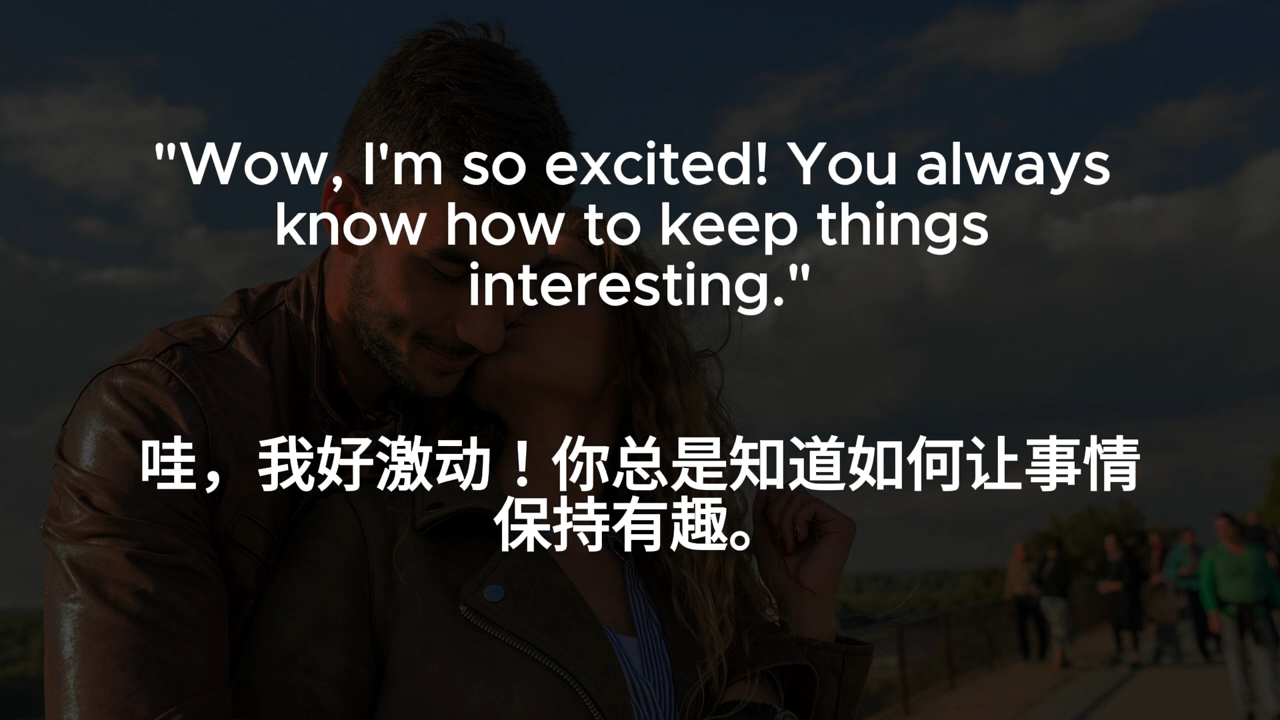 "Wow, I'm so excited! You always
know how to keep things
interesting."
哇，我好激动！你总是知道如何让事情
保持有趣。